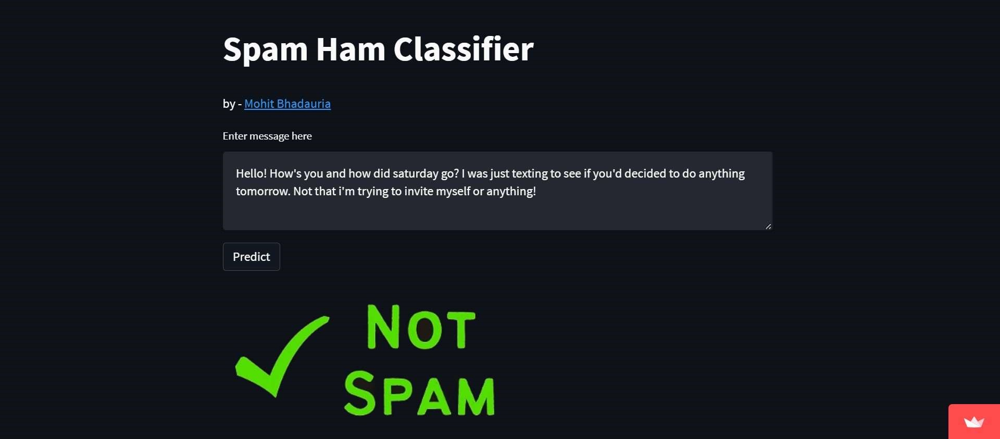 Spam Ham Classifier
by - Mohit Bhadauria
Enter message here
Hello! How's you and how did saturday go? I was just texting to see if you'd decided to do anything
tomorrow. Not that i'm trying to invite myself or anything!
Predict
NOT
SPAM